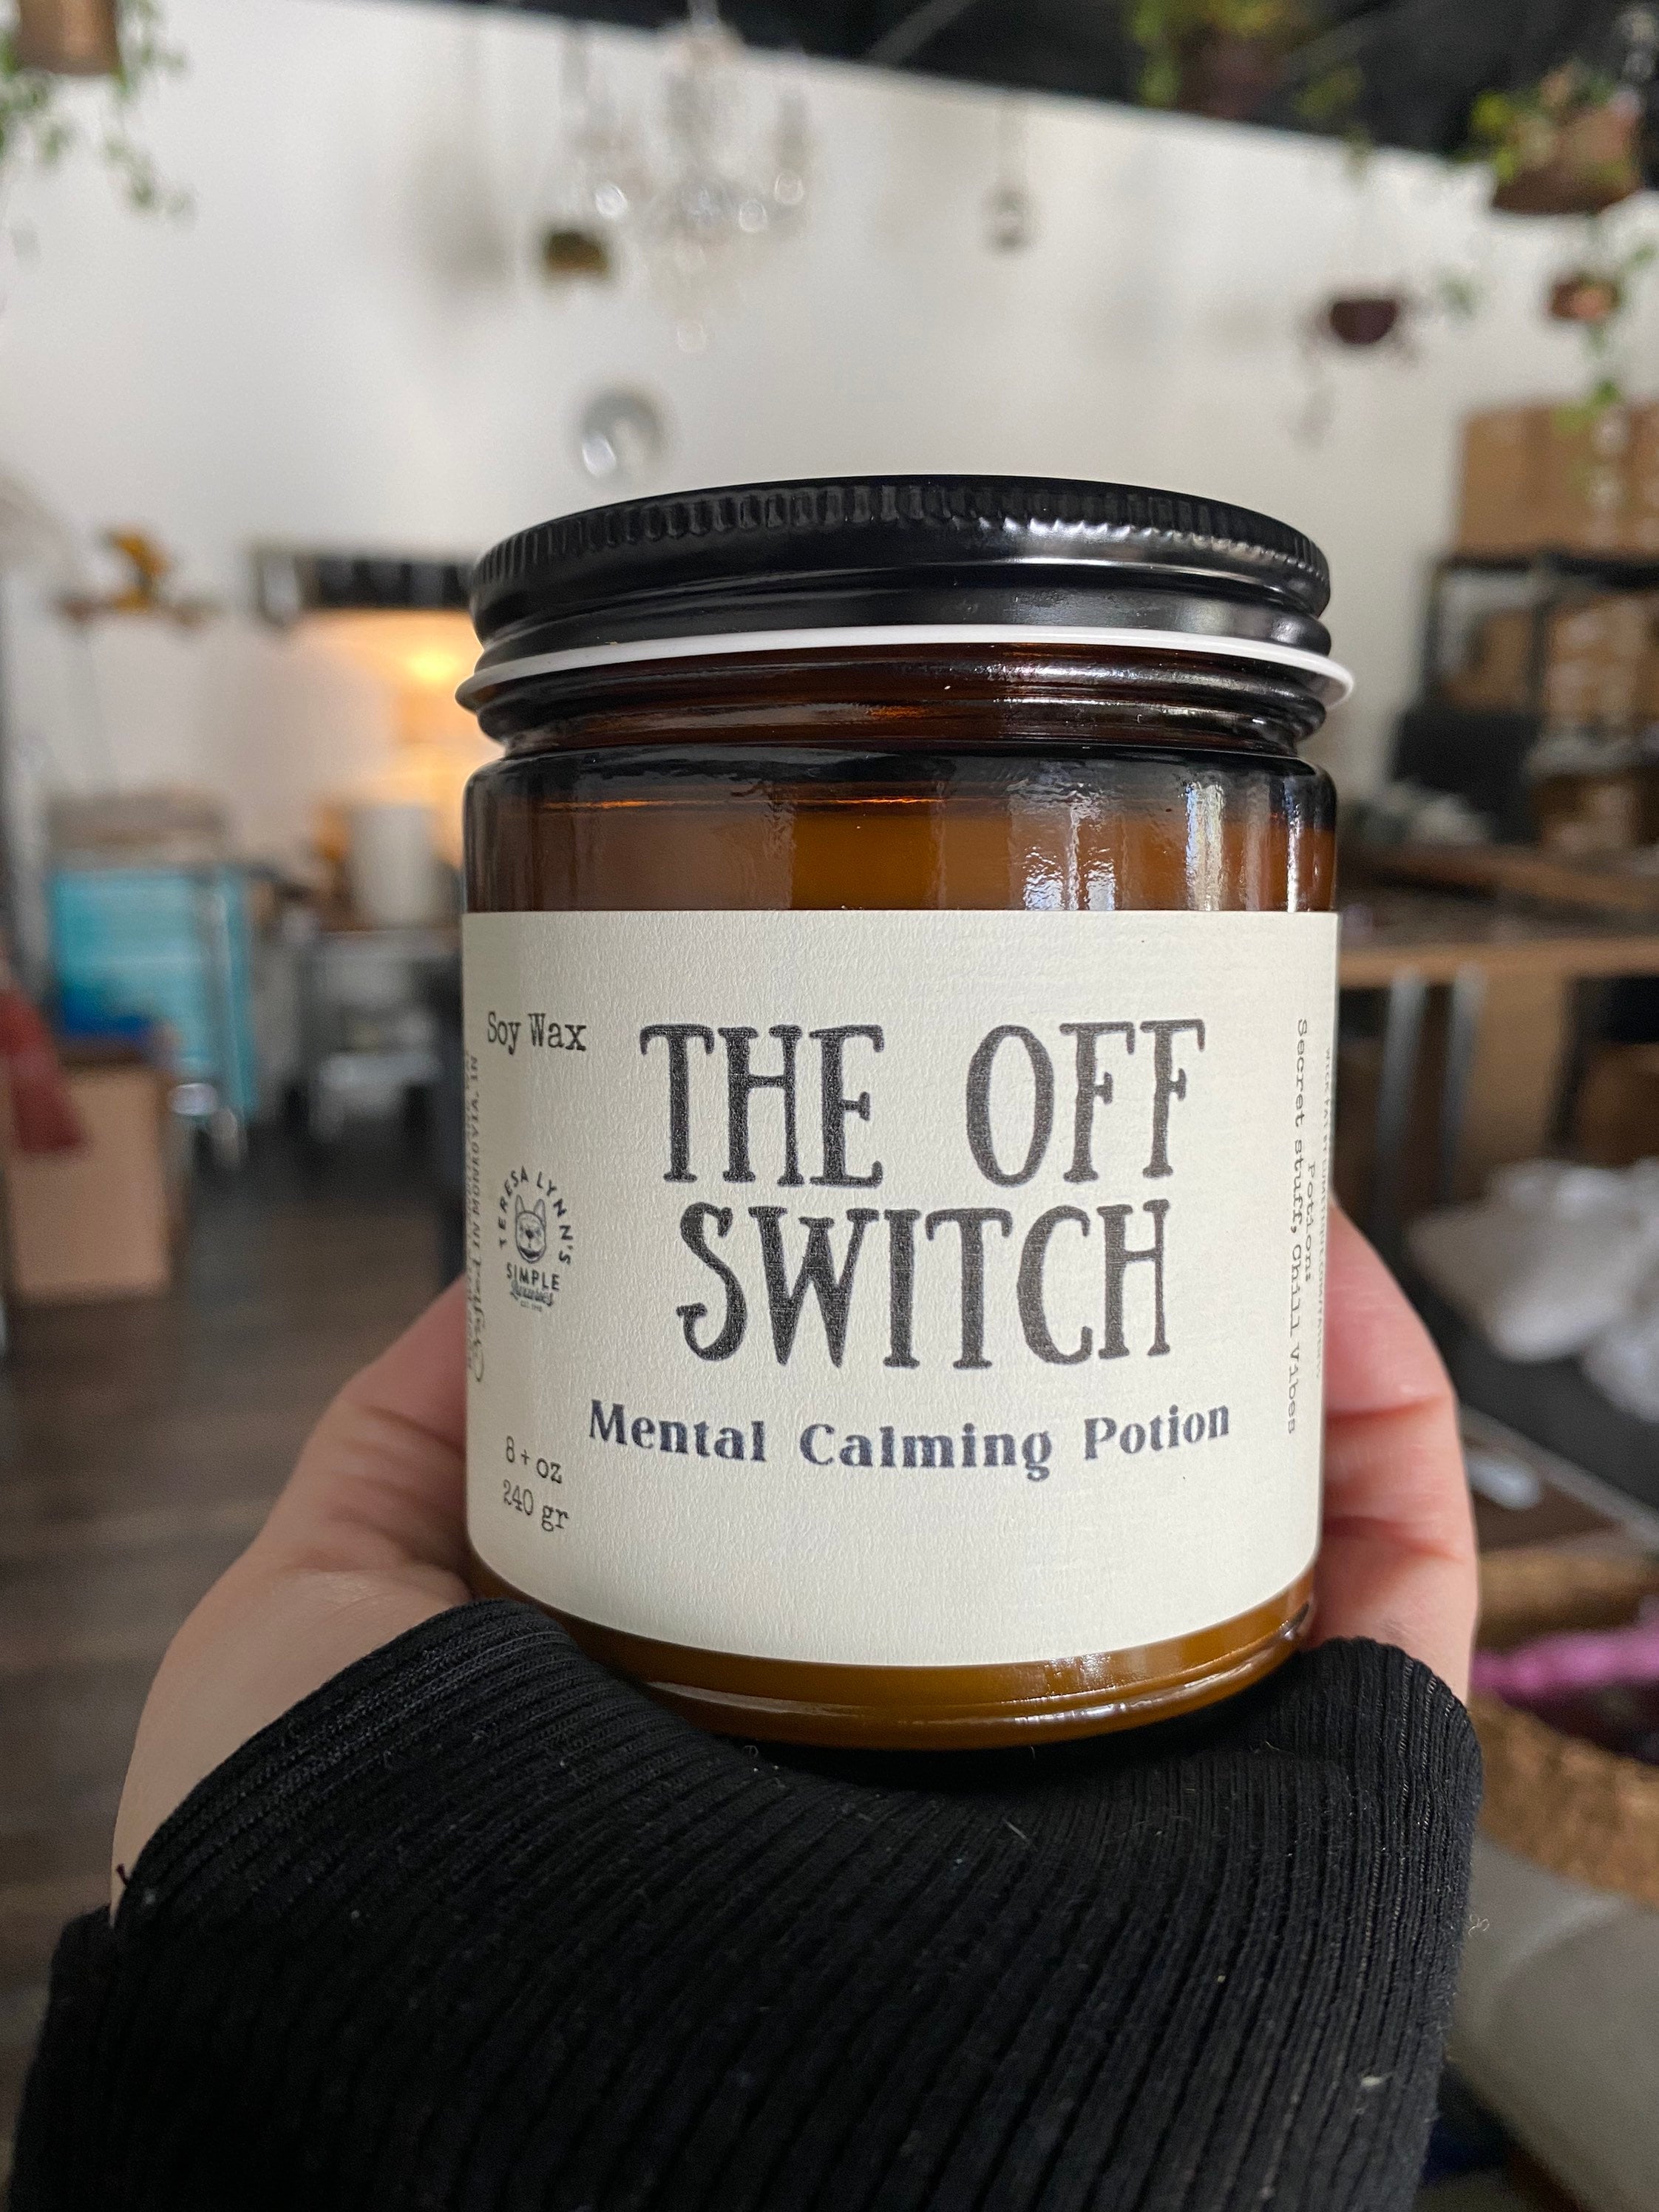 Soy Wax
TERESA LYNN'S
SIMPLE
Luxuries
THE OFF
SWITCH
Mental Calming Potion
8+oz
240 gr
Secret stuff, Chill Vibes
Potions